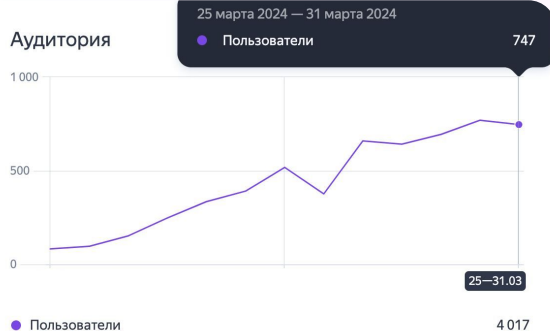 25 марта 2024 — 31 марта 2024
Аудитория
Пользователи 747
1 000
500
0
25—31.03
Пользователи 4 017